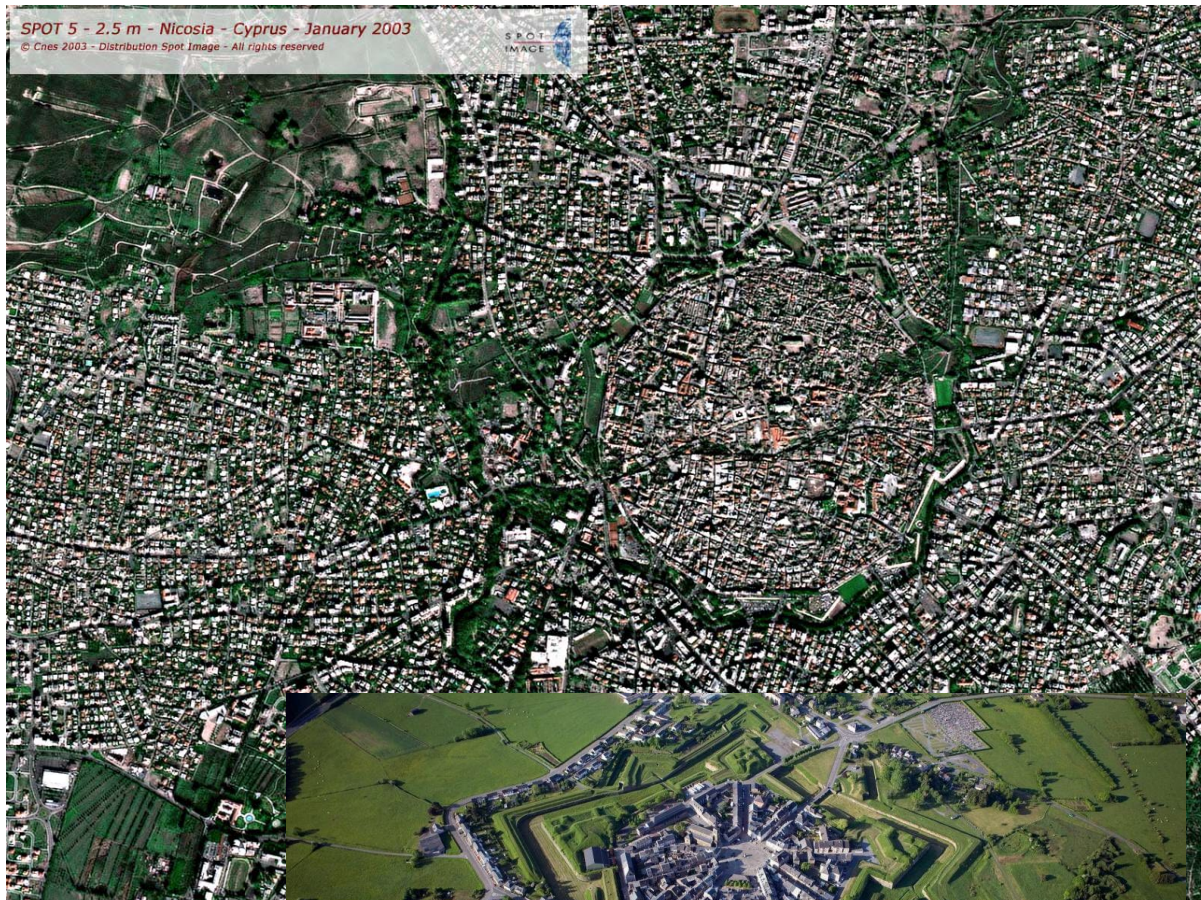 SPOT 5 - 2.5 m - Nicosia - Cyprus - January 2003
© Cnes 2003 - Distribution Spot Image - All rights reserved
SPOT
IMAGE